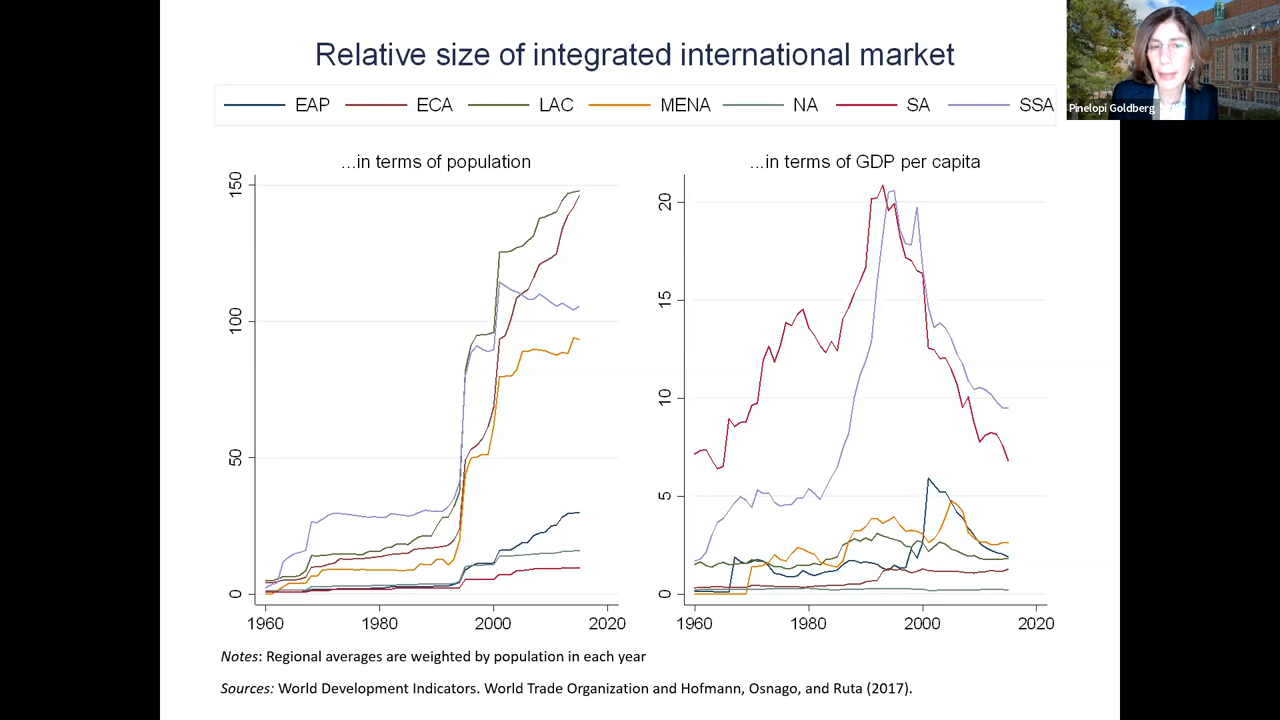 Relative size of integrated international market
EAP ECA LAC MENA NA SA SSA
Pinelopi Goldberg
...in terms of population
150
100
50
0
1960 1980 2000 2020
...in terms of GDP per capita
20
15
10
5
0
1960 1980 2000 2020
Notes: Regional averages are weighted by population in each year
Sources: World Development Indicators. World Trade Organization and Hofmann, Osnago, and Ruta (2017).